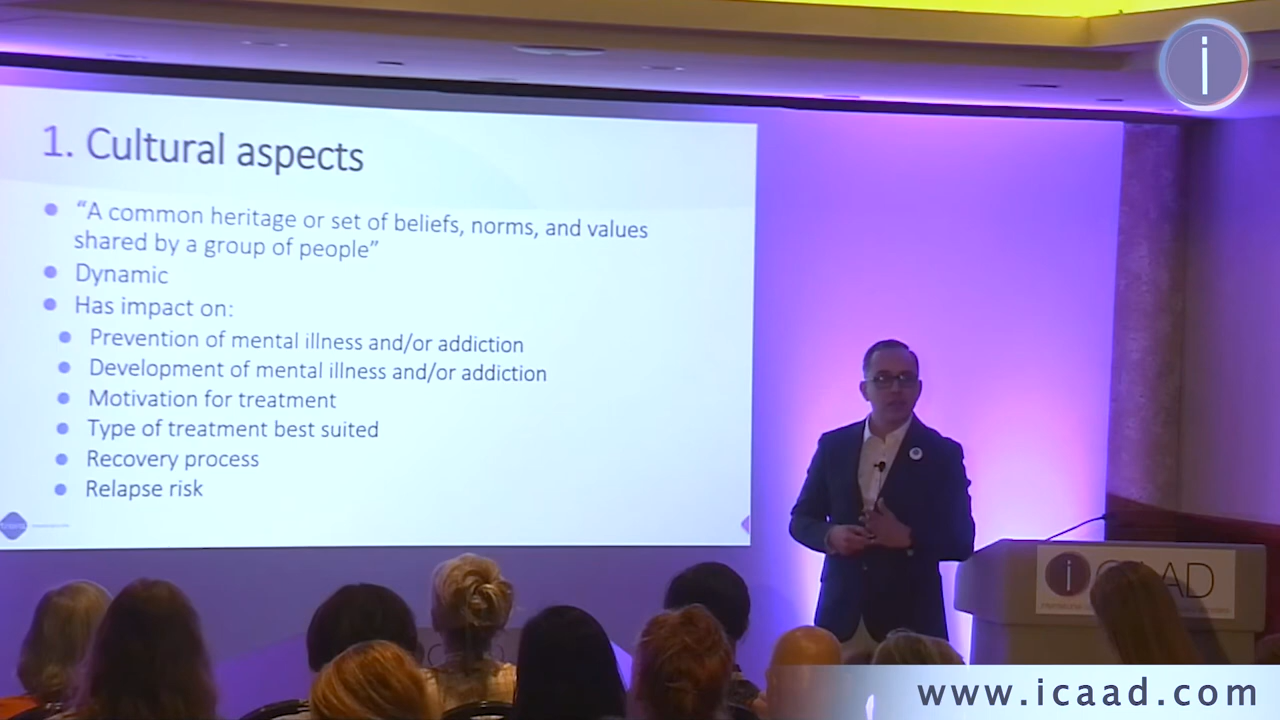 i
1. Cultural aspects
“A common heritage or set of beliefs, norms, and values
shared by a group of people”
Dynamic
Has impact on:
Prevention of mental illness and/or addiction
Development of mental illness and/or addiction
Motivation for treatment
Type of treatment best suited
Recovery process
Relapse risk
i AD
www.icaad.com